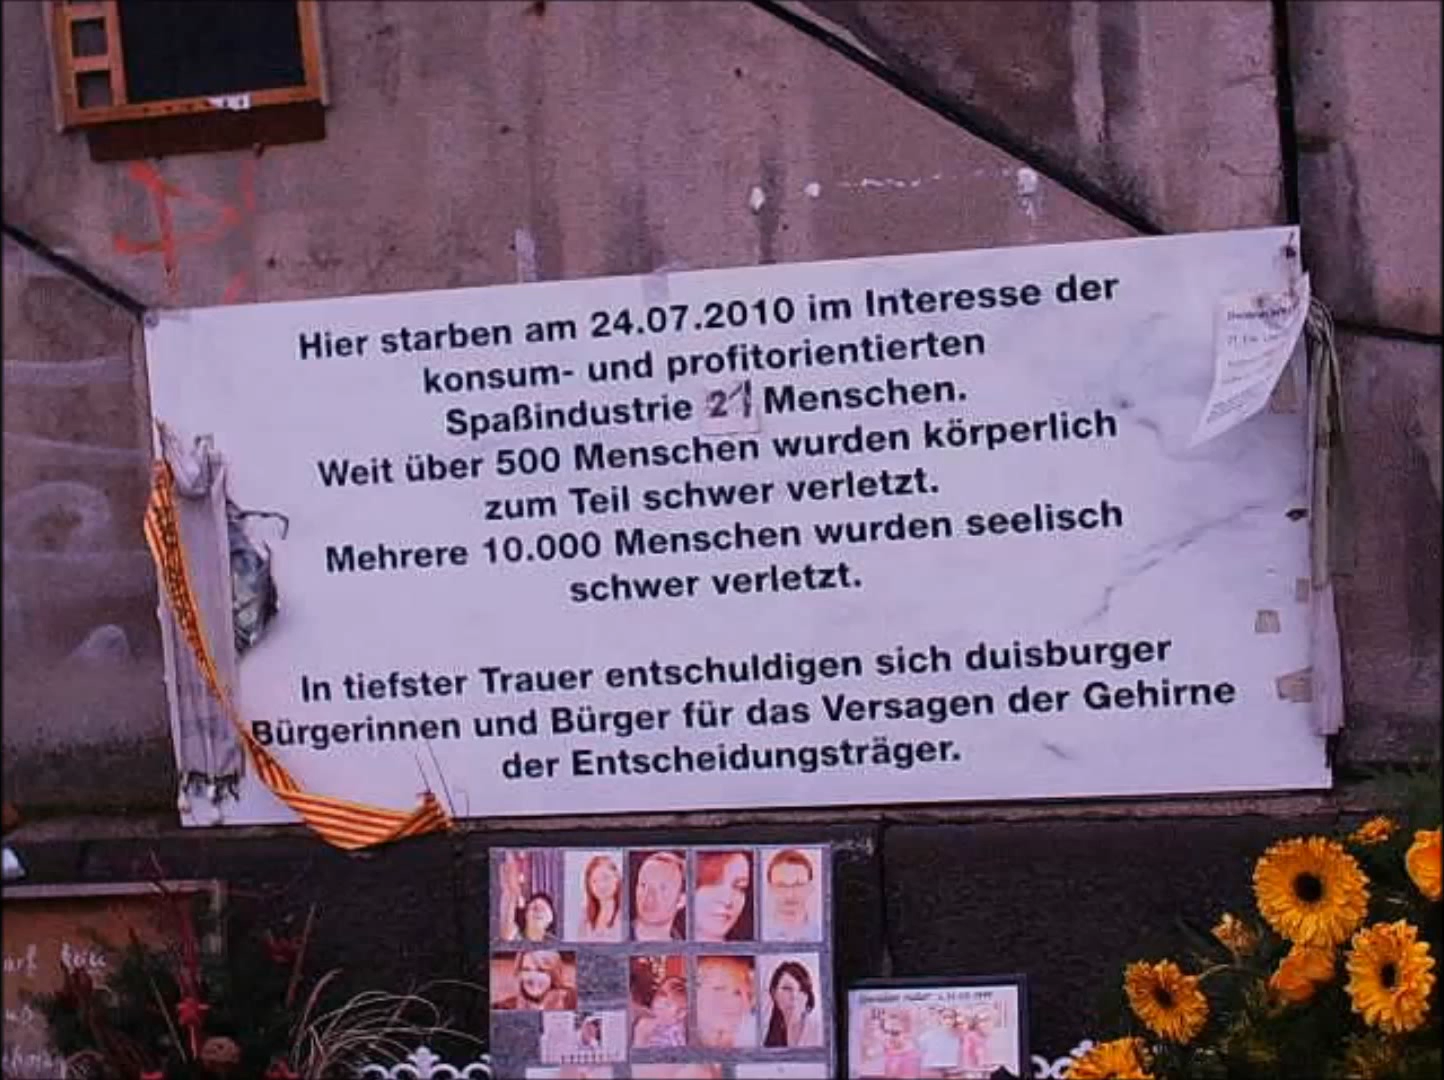 Hier starben am 24.07.2010 im Interesse der
konsum- und profitorientierten
Spaßindustrie 21 Menschen.
Weit über 500 Menschen wurden körperlich
zum Teil schwer verletzt.
Mehrere 10.000 Menschen wurden seelisch
schwer verletzt.
In tiefster Trauer entschuldigen sich duisburger
Bürgerinnen und Bürger für das Versagen der Gehirne
der Entscheidungsträger.